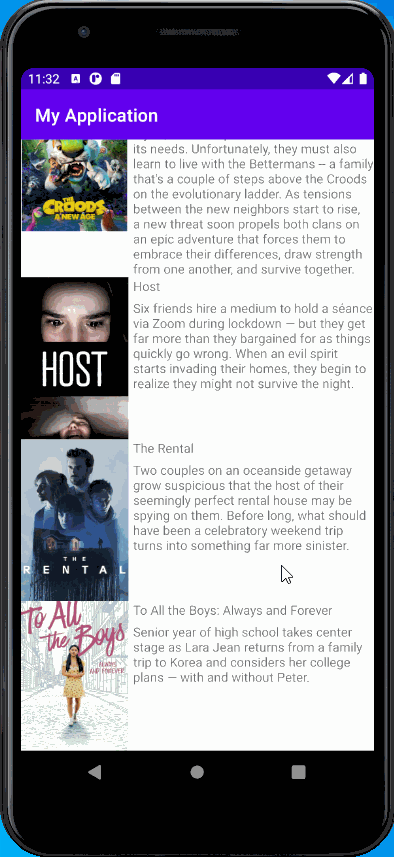 11:32
My Application
its needs. Unfortunately, they must also
learn to live with the Bettermans – a family
that's a couple of steps above the Croods
on the evolutionary ladder. As tensions
between the new neighbors start to rise,
a new threat soon propels both clans on
an epic adventure that forces them to
embrace their differences, draw strength
from one another, and survive together.
THE
CROODS
A NEW AGE
Host
Six friends hire a medium to hold a séance
via Zoom during lockdown — but they get
far more than they bargained for as things
quickly go wrong. When an evil spirit
starts invading their homes, they begin to
realize they might not survive the night.
HOST
The Rental
Two couples on an oceanside getaway
grow suspicious that the host of their
seemingly perfect rental house may be
spying on them. Before long, what should
have been a celebratory weekend trip
turns into something far more sinister.
THE
RENTAL
To All the Boys: Always and Forever
Senior year of high school takes center
stage as Lara Jean returns from a family
trip to Korea and considers her college
plans — with and without Peter.
To All
the Boys
ALWAYS
AND FOREVER